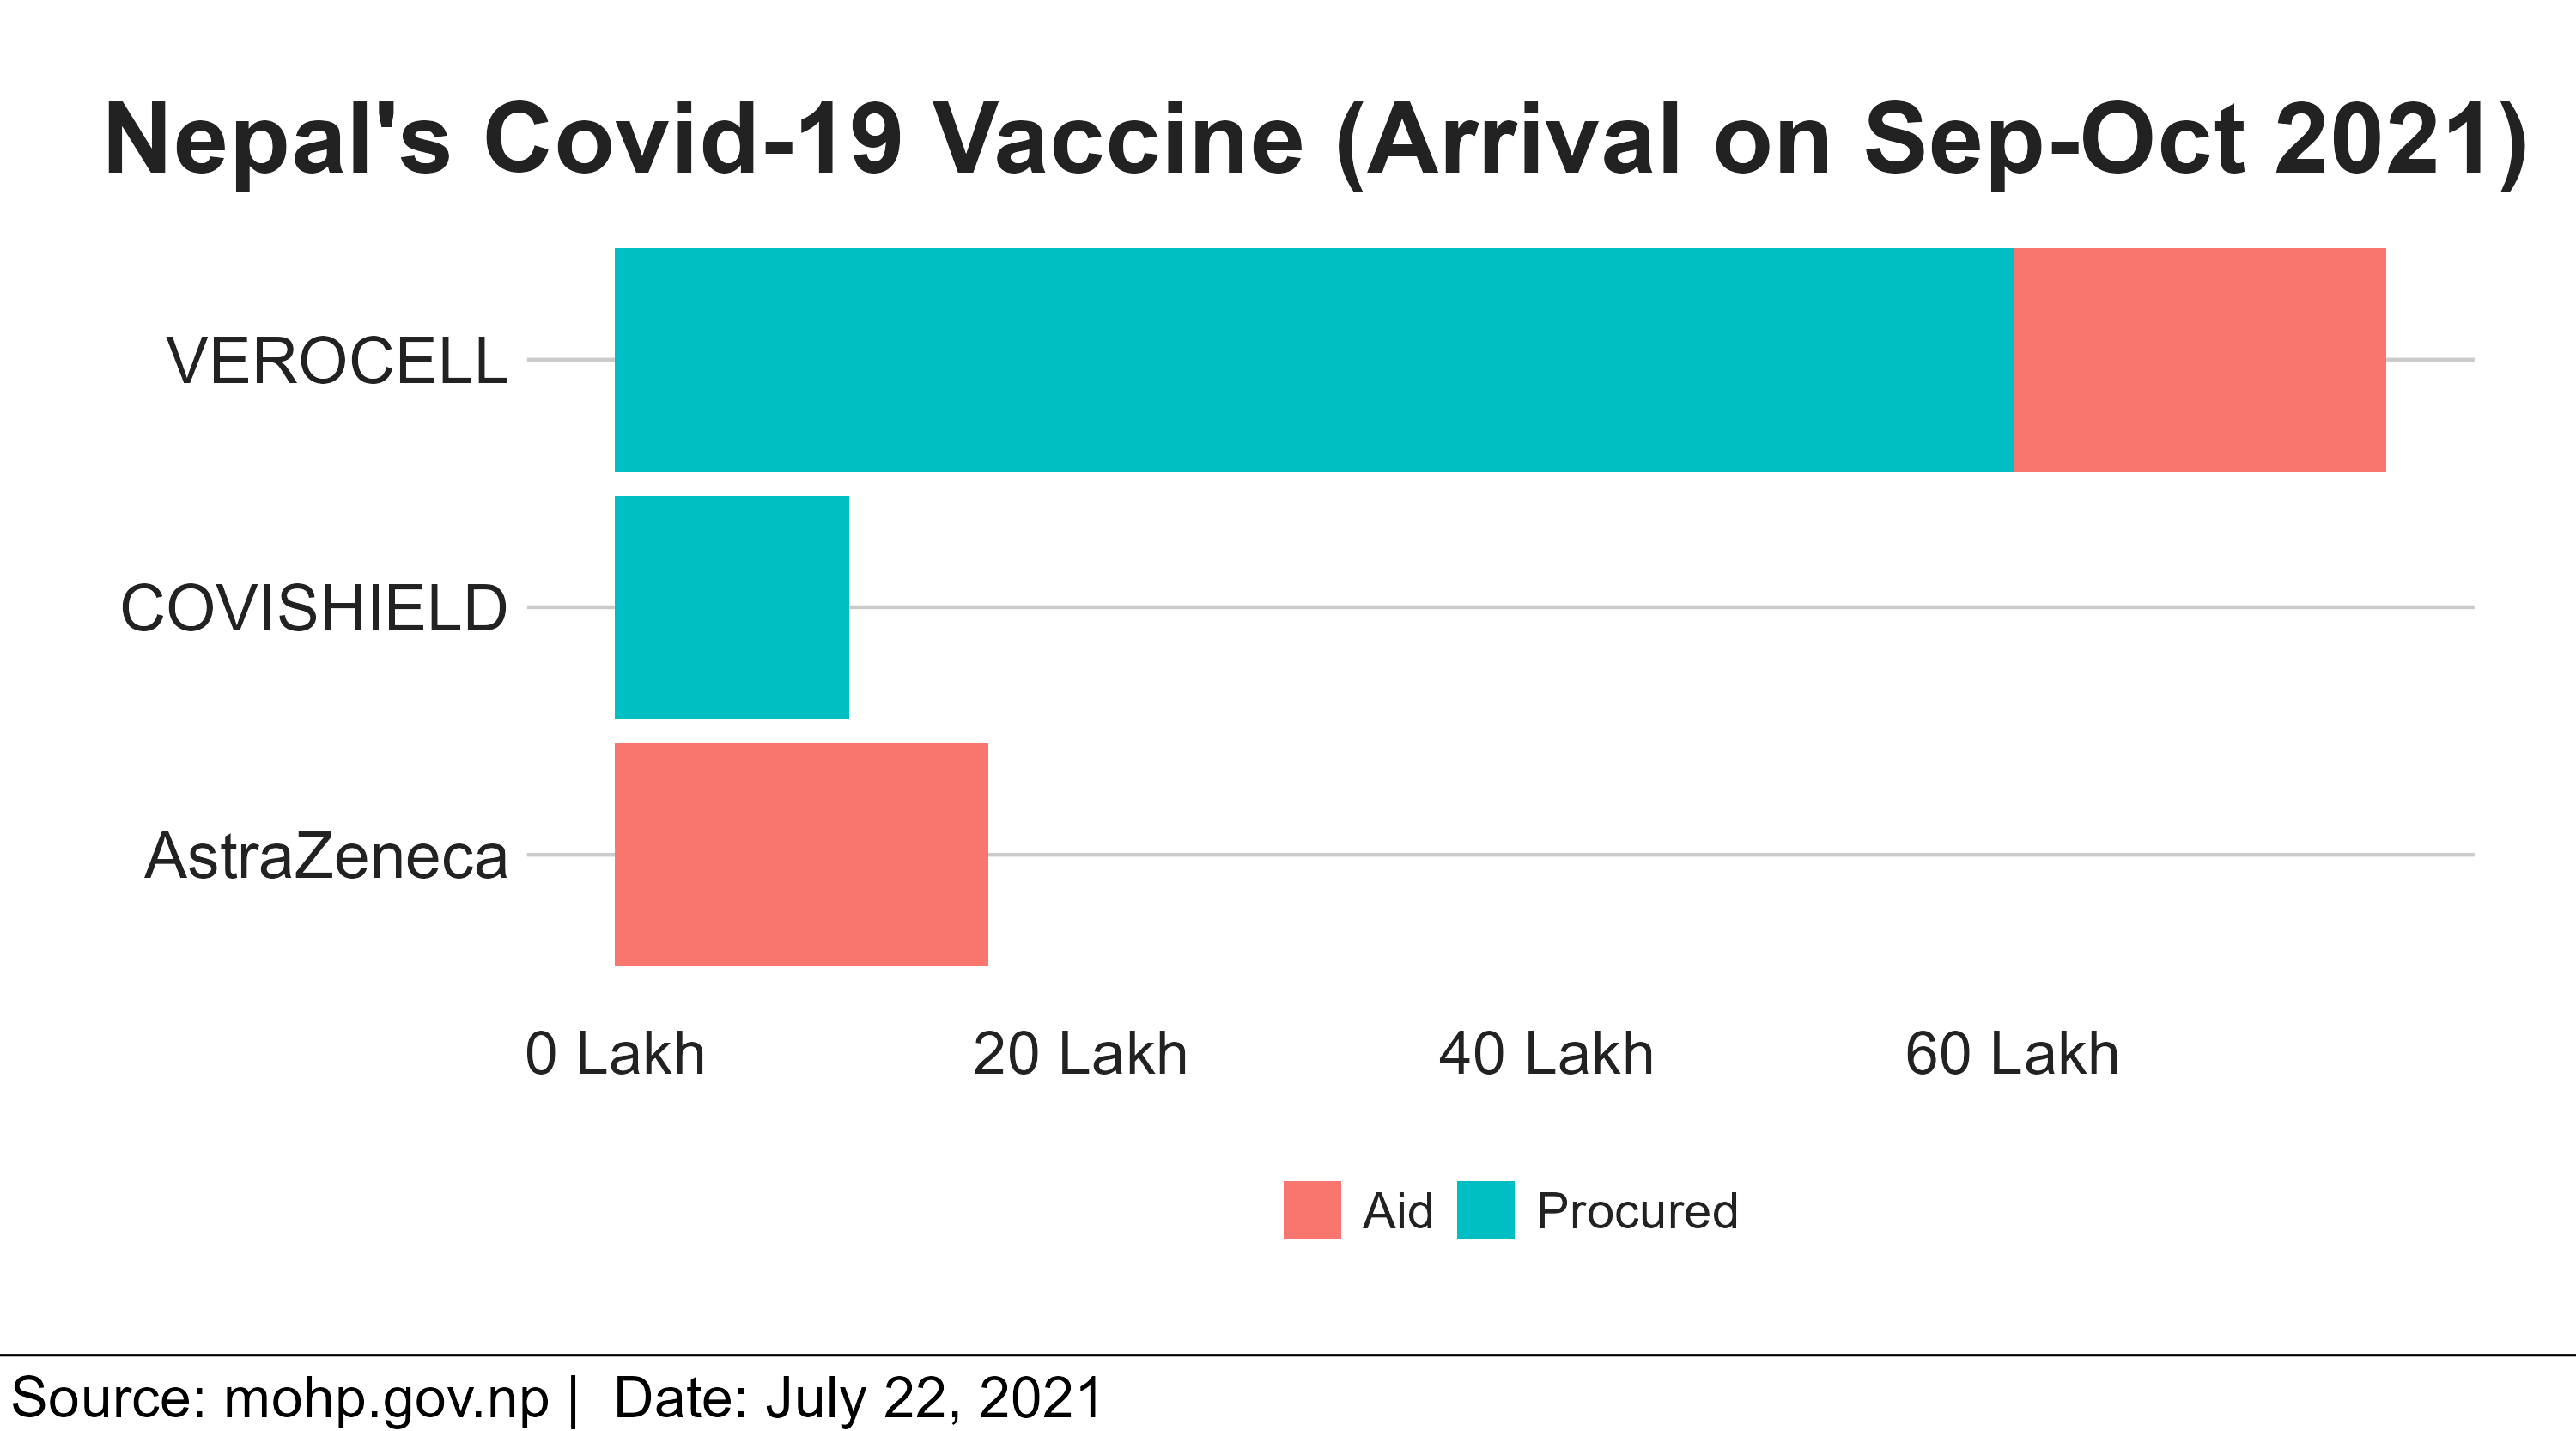 Nepal's Covid-19 Vaccine (Arrival on Sep-Oct 2021)
VEROCELL
COVISHIELD
AstraZeneca
0 Lakh 20 Lakh 40 Lakh 60 Lakh
Aid Procured
Source: mohp.gov.np | Date: July 22, 2021